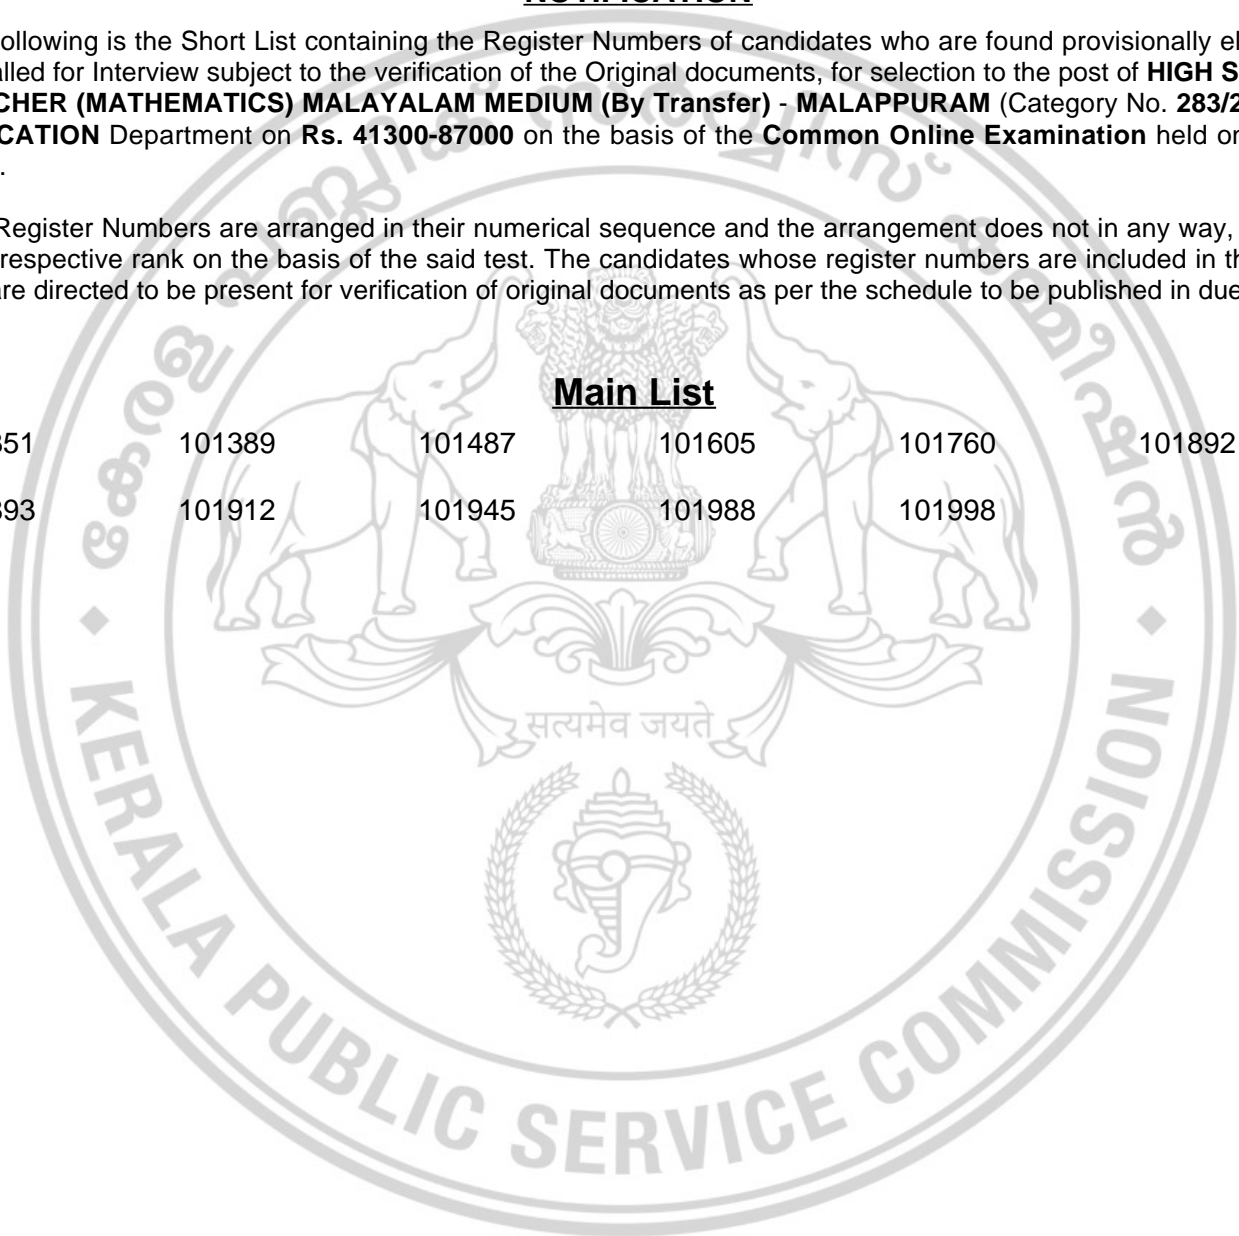 NOTIFICATION
ollowing is the Short List containing the Register Numbers of candidates who are found provisionally el
alled for Interview subject to the verification of the Original documents, for selection to the post of HIGH S
CHER (MATHEMATICS) MALAYALAM MEDIUM (By Transfer) - MALAPPURAM (Category No. 283/2
CATION Department on Rs. 41300-87000 on the basis of the Common Online Examination held on
.
Register Numbers are arranged in their numerical sequence and the arrangement does not in any way,
respective rank on the basis of the said test. The candidates whose register numbers are included in th
are directed to be present for verification of original documents as per the schedule to be published in due
Main List
351 101389 101487 101605 101760 101892
393 101912 101945 101988 101998
കേരള പബ്ലിക് സർവ്വീസ് കമ്മീഷൻ
सत्यमेव जयते
KERALA PUBLIC SERVICE COMMISSION